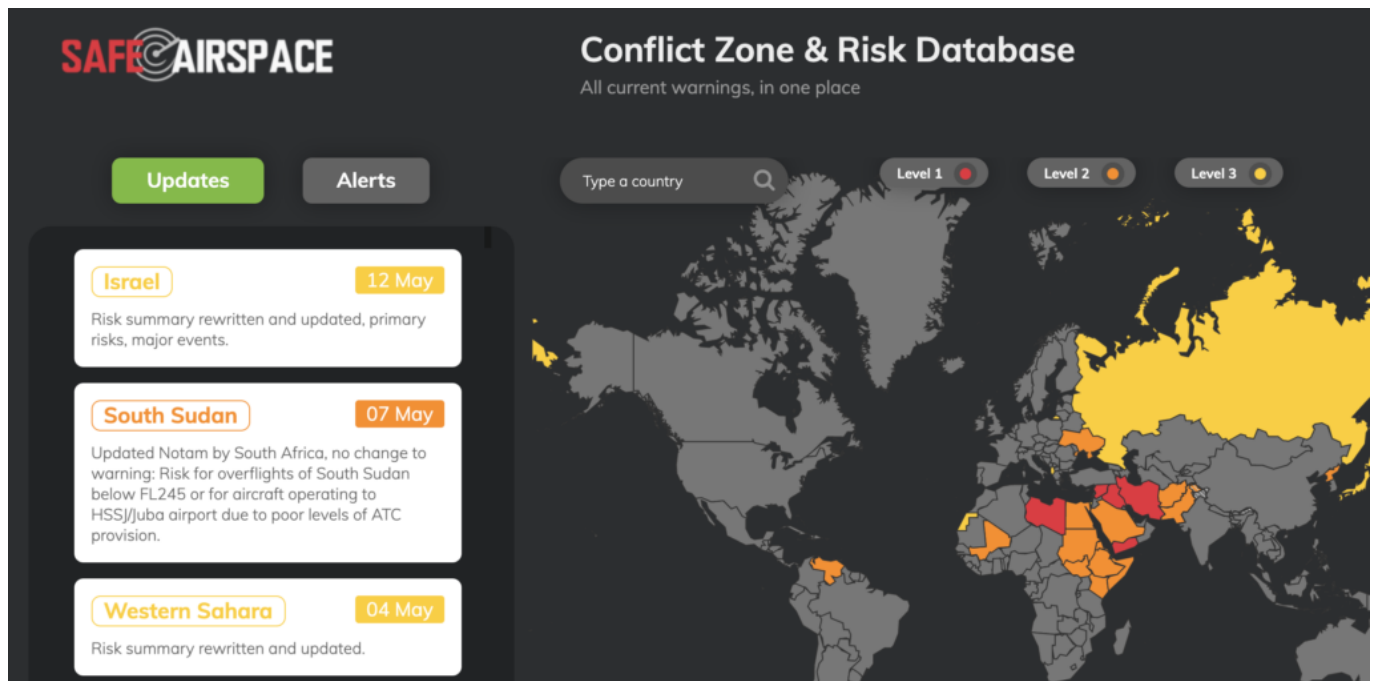 SAFE AIRSPACE
Conflict Zone & Risk Database
All current warnings, in one place
Updates
Alerts
Type a country
Level 1
Level 2
Level 3
Israel
12 May
Risk summary rewritten and updated, primary
risks, major events.
South Sudan
07 May
Updated Notam by South Africa, no change to
warning: Risk for overflights of South Sudan
below FL245 or for aircraft operating to
HSSJ/Juba airport due to poor levels of ATC
provision.
Western Sahara
04 May
Risk summary rewritten and updated.